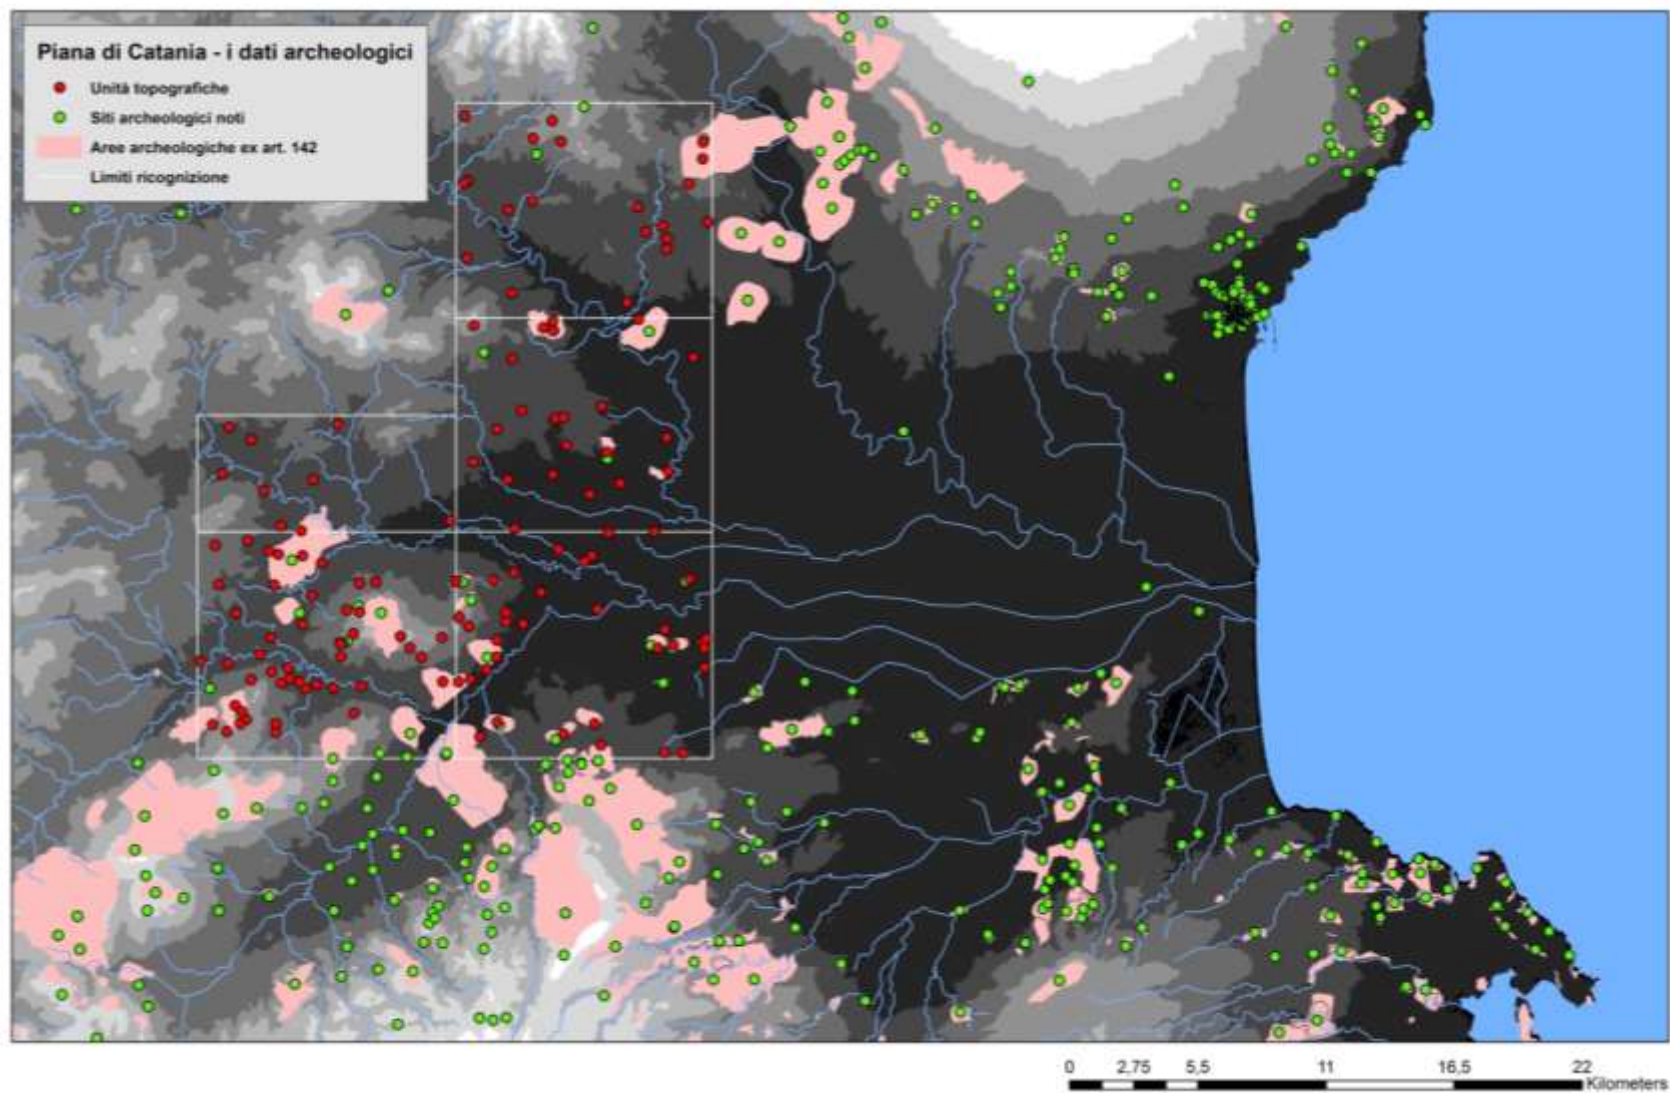 Piana di Catania - i dati archeologici
Unità topografiche
Siti archeologici noti
Aree archeologiche ex art. 142
Limiti ricognizione
0 2,75 5,5 11 16,5 22
Kilometers